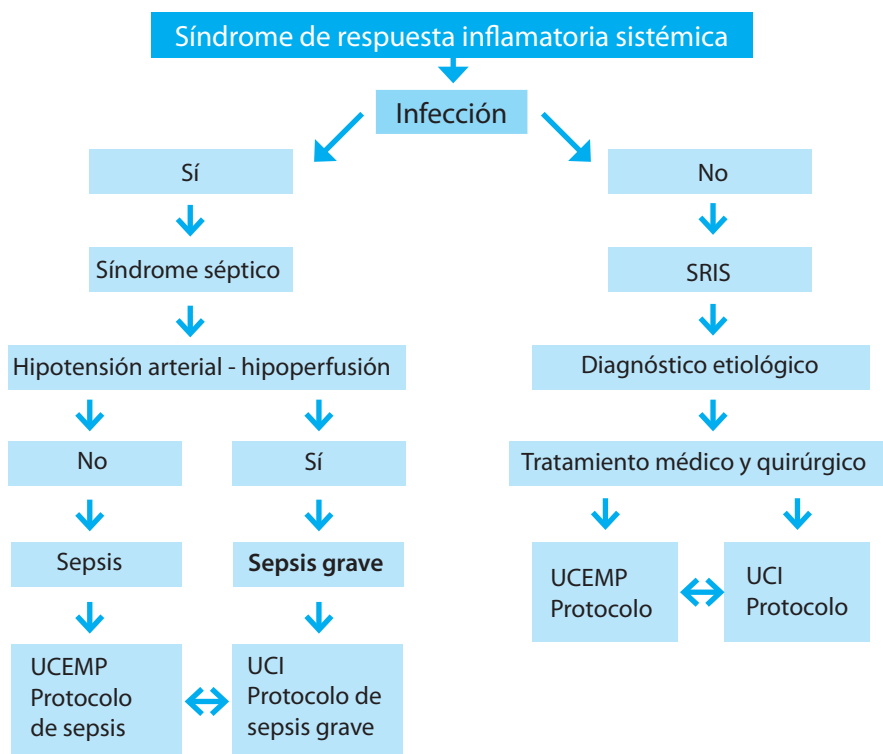 Síndrome de respuesta inflamatoria sistémica
Infección
Sí
No
Síndrome séptico
SRIS
Hipotensión arterial - hipoperfusión
Diagnóstico etiológico
No
Sí
Tratamiento médico y quirúrgico
Sepsis
Sepsis grave
UCEMP
Protocolo
UCI
Protocolo
UCEMP
Protocolo
de sepsis
UCI
Protocolo de
sepsis grave